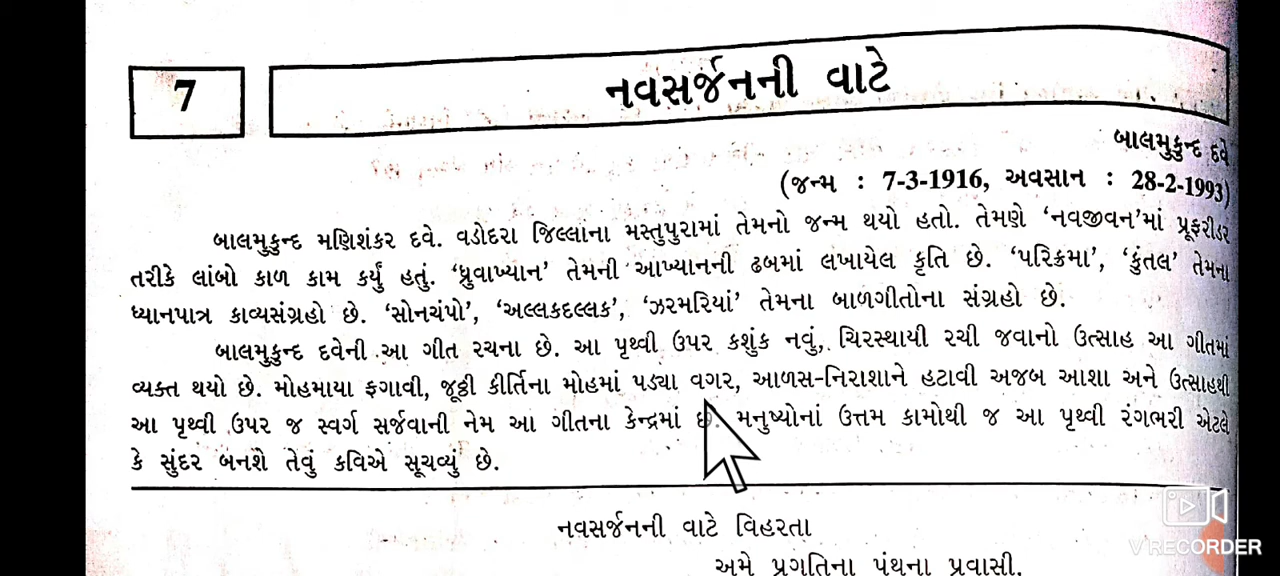 7
નવસર્જનની વાટે
બાલમુકુન્દ દવે
(જન્મ : 7-3-1916, અવસાન : 28-2-1993)
બાલમુકુન્દ મણિશંકર દવે. વડોદરા જિલ્લાના મસ્તુપુરામાં તેમનો જન્મ થયો હતો. તેમણે ‘નવજીવન’માં પ્રૂફરીડર
તરીકે લાંબો કાળ કામ કર્યું હતું. ‘ધ્રુવાખ્યાન’ તેમની આખ્યાનની ઢબમાં લખાયેલ કૃતિ છે. ‘પરિક્રમા’, ‘કુંતલ’ તેમના
ધ્યાનપાત્ર કાવ્યસંગ્રહો છે. ‘સોનચંપો’, ‘અલ્લકદલ્લક’, ‘ઝરમરિયાં’ તેમના બાળગીતોના સંગ્રહો છે.
બાલમુકુન્દ દવેની આ ગીત રચના છે. આ પૃથ્વી ઉપર કશુંક નવું, ચિરસ્થાયી રચી જવાનો ઉત્સાહ આ ગીતમાં
વ્યક્ત થયો છે. મોહમાયા ફગાવી, જૂઠ્ઠી કીર્તિના મોહમાં પડ્યા વગર, આળસ-નિરાશાને હટાવી અજબ આશા અને ઉત્સાહથી
આ પૃથ્વી ઉપર જ સ્વર્ગ સર્જવાની નેમ આ ગીતના કેન્દ્રમાં છે. મનુષ્યોનાં ઉત્તમ કામોથી જ આ પૃથ્વી રંગભરી એટલે
કે સુંદર બનશે તેવું કવિએ સૂચવ્યું છે.
નવસર્જનની વાટે વિહરતા
અમે પ્રગતિના પંથના પ્રવાસી.
V RECORDER